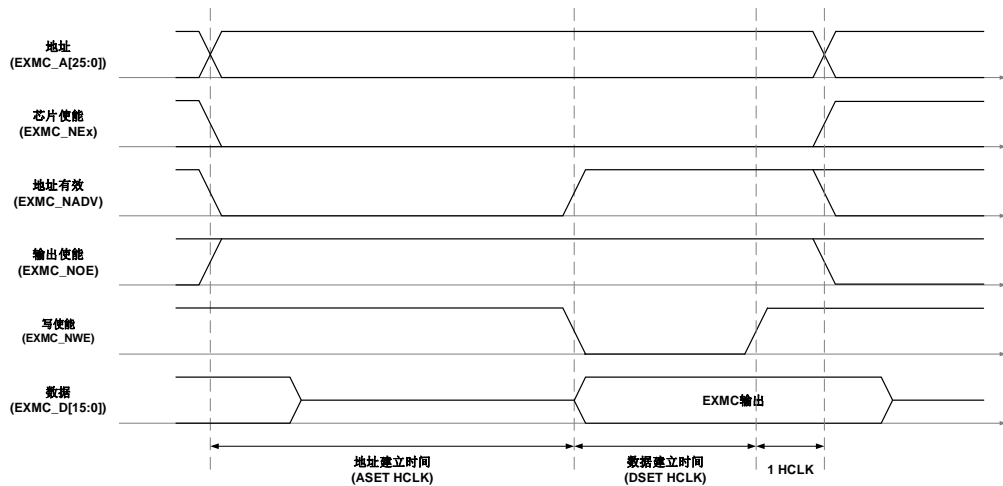 地址
(EXMC_A[25:0])
芯片使能
(EXMC_NEx)
地址有效
(EXMC_NADV)
输出使能
(EXMC_NOE)
写使能
(EXMC_NWE)
数据
(EXMC_D[15:0])
EXMC输出
地址建立时间
(ASET HCLK)
数据建立时间
(DSET HCLK)
1 HCLK